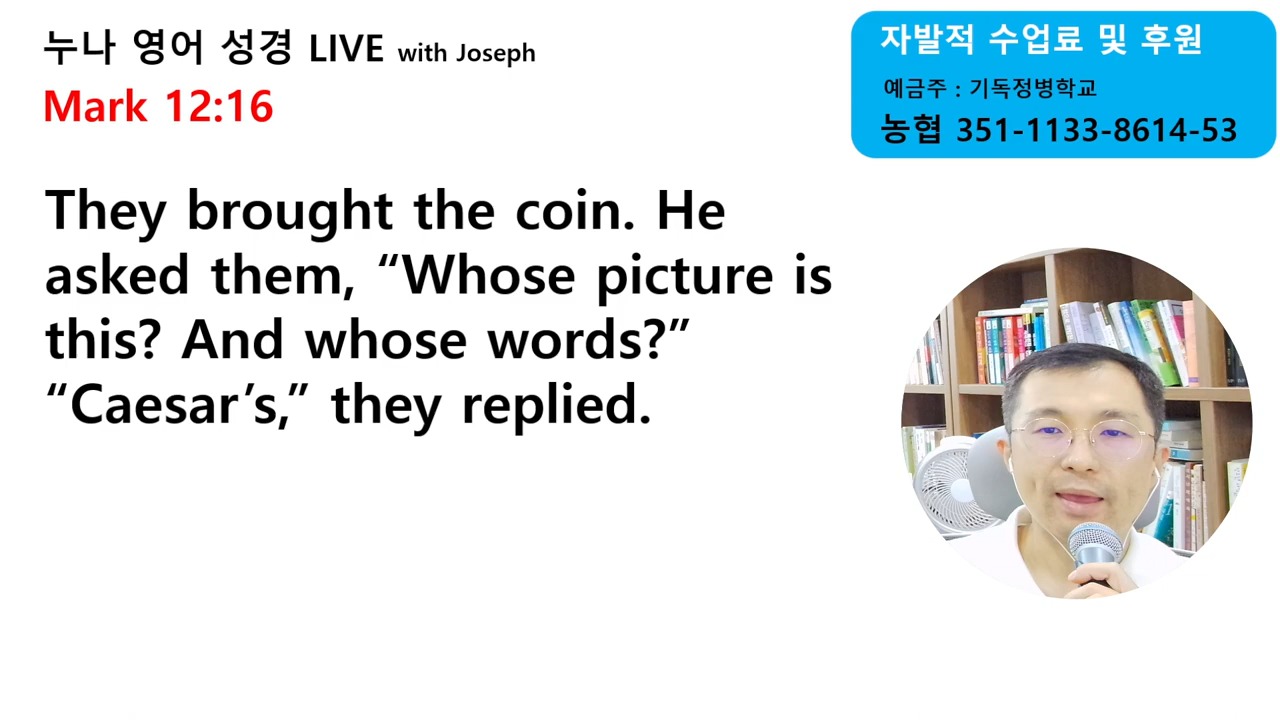 누나 영어 성경 LIVE with Joseph
Mark 12:16
자발적 수업료 및 후원
예금주 : 기독정병학교
농협 351-1133-8614-53
They brought the coin. He
asked them, “Whose picture is
this? And whose words?”
“Caesar’s,” they replied.